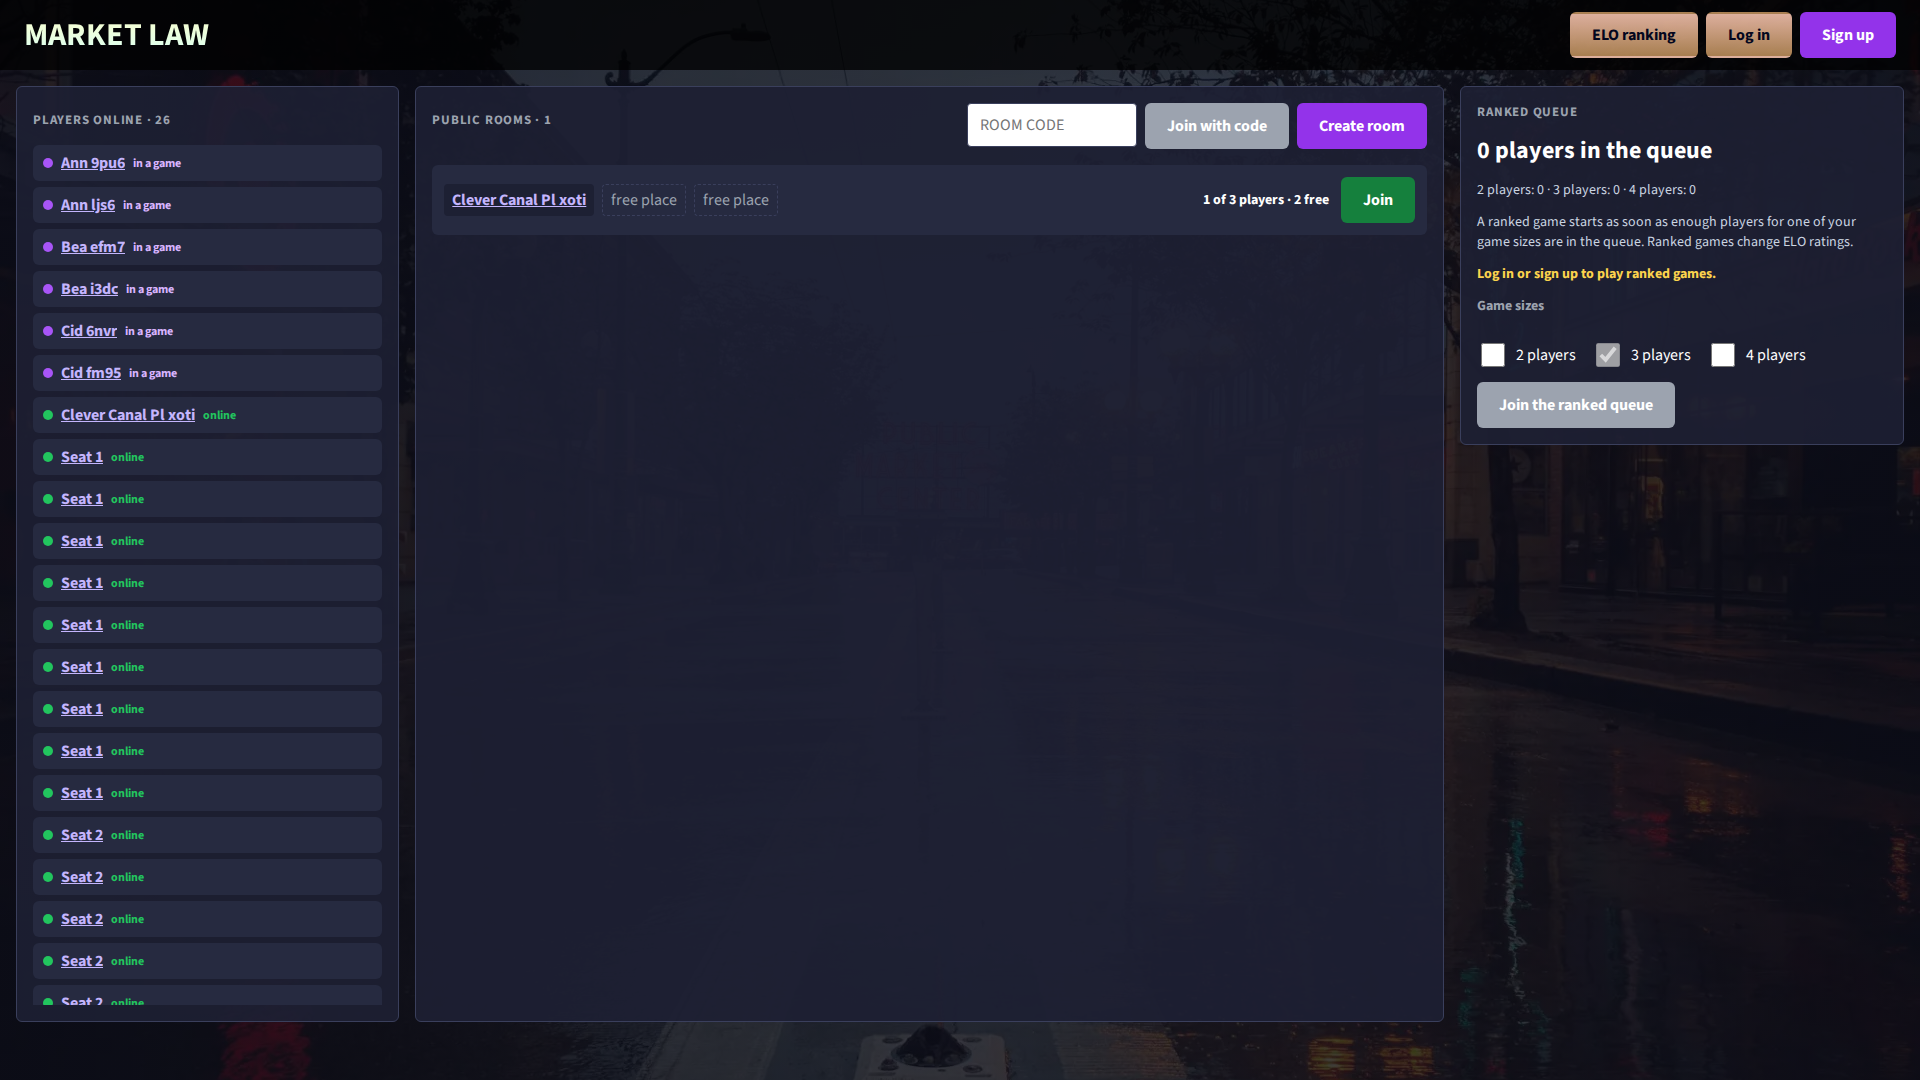 MARKET LAW
ELO ranking
Log in
Sign up
PLAYERS ONLINE · 26
Ann 9pu6 in a game
Ann ljs6 in a game
Bea efm7 in a game
Bea i3dc in a game
Cid 6nvr in a game
Cid fm95 in a game
Clever Canal Pl xoti online
Seat 1 online
Seat 1 online
Seat 1 online
Seat 1 online
Seat 1 online
Seat 1 online
Seat 1 online
Seat 1 online
Seat 1 online
Seat 2 online
Seat 2 online
Seat 2 online
Seat 2 online
Seat 2 online
PUBLIC ROOMS · 1
ROOM CODE
Join with code
Create room
Clever Canal Pl xoti free place free place 1 of 3 players · 2 free Join
RANKED QUEUE
0 players in the queue
2 players: 0 · 3 players: 0 · 4 players: 0
A ranked game starts as soon as enough players for one of your
game sizes are in the queue. Ranked games change ELO ratings.
Log in or sign up to play ranked games.
Game sizes
2 players 3 players 4 players
Join the ranked queue